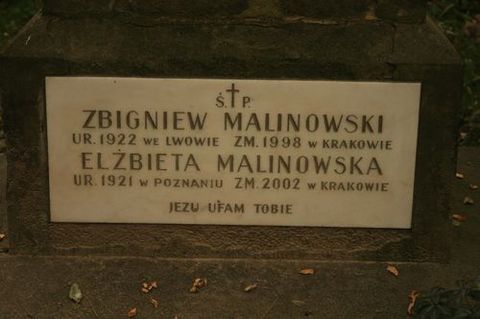 Ś. † P.
ZBIGNIEW MALINOWSKI
UR. 1922 WE LWOWIE ZM. 1998 W KRAKOWIE
ELŻBIETA MALINOWSKA
UR. 1921 W POZNANIU ZM. 2002 W KRAKOWIE
JEZU UFAM TOBIE